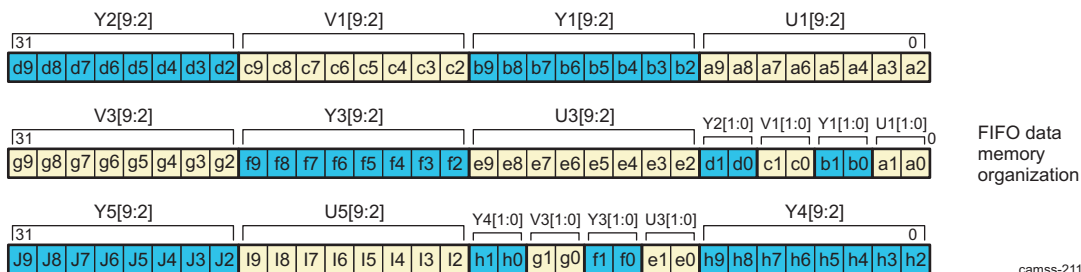 Y2[9:2] V1[9:2] Y1[9:2] U1[9:2]
31 0
d9 d8 d7 d6 d5 d4 d3 d2 c9 c8 c7 c6 c5 c4 c3 c2 b9 b8 b7 b6 b5 b4 b3 b2 a9 a8 a7 a6 a5 a4 a3 a2
V3[9:2] Y3[9:2] U3[9:2] Y2[1:0] V1[1:0] Y1[1:0] U1[1:0]
31 0
g9 g8 g7 g6 g5 g4 g3 g2 f9 f8 f7 f6 f5 f4 f3 f2 e9 e8 e7 e6 e5 e4 e3 e2 d1 d0 c1 c0 b1 b0 a1 a0
FIFO data
memory
organization
Y5[9:2] U5[9:2] Y4[1:0] V3[1:0] Y3[1:0] U3[1:0] Y4[9:2]
31 0
J9 J8 J7 J6 J5 J4 J3 J2 I9 I8 I7 I6 I5 I4 I3 I2 h1 h0 g1 g0 f1 f0 e1 e0 h9 h8 h7 h6 h5 h4 h3 h2
camss-211